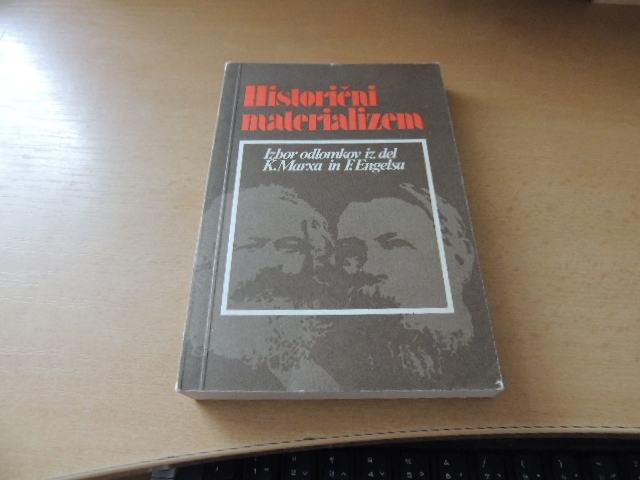 Historični
materializem
Izbor odlomkov iz del
K. Marxa in F. Engelsa